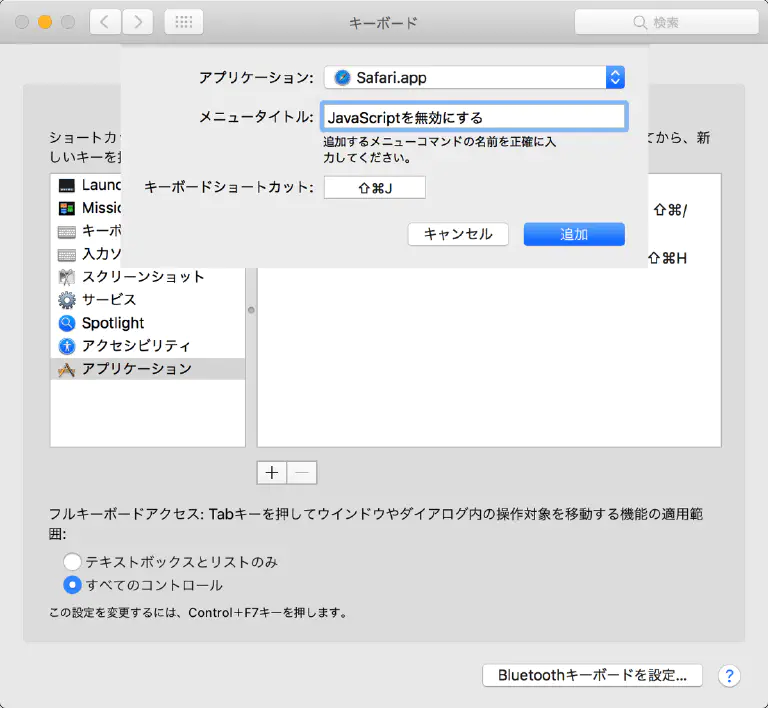 キーボード
検索
アプリケーション: Safari.app
メニュータイトル: JavaScriptを無効にする
追加するメニューコマンドの名前を正確に入
力してください。
キーボードショートカット: ⇧⌘J
キャンセル 追加
ショートカ
てから、新
しいキーを
Launc
Missic
キーボ
入力ソ
スクリーンショット
サービス
Spotlight
アクセシビリティ
アプリケーション
⇧⌘/
⇧⌘H
+ −
フルキーボードアクセス: Tabキーを押してウインドウやダイアログ内の操作対象を移動する機能の適用範
囲:
テキストボックスとリストのみ
すべてのコントロール
この設定を変更するには、Control+F7キーを押します。
Bluetoothキーボードを設定... ?